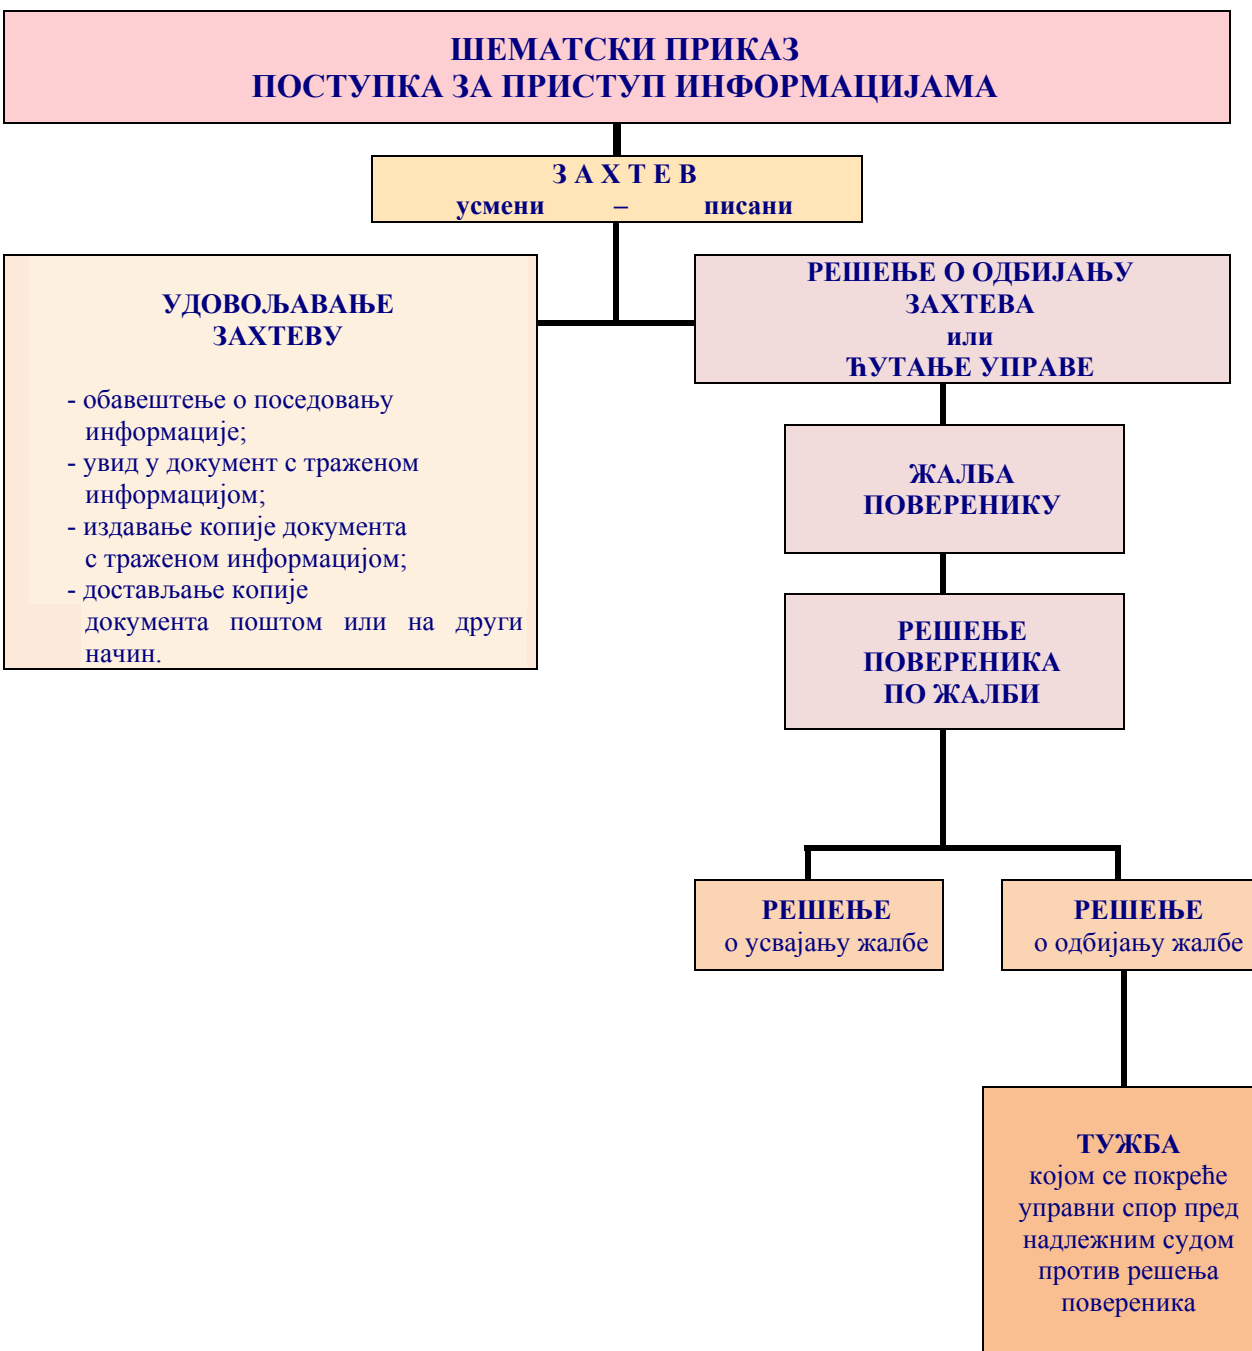 ШЕМАТСКИ ПРИКАЗ
ПОСТУПКА ЗА ПРИСТУП ИНФОРМАЦИЈАМА
З А Х Т Е В
усмени – писани
УДОВОЉАВАЊЕ
ЗАХТЕВУ
- обавештење о поседовању
информације;
- увид у документ с траженом
информацијом;
- издавање копије документа
с траженом информацијом;
- достављање копије
документа поштом или на други
начин.
РЕШЕЊЕ О ОДБИЈАЊУ
ЗАХТЕВА
или
ЋУТАЊЕ УПРАВЕ
ЖАЛБА
ПОВЕРЕНИКУ
РЕШЕЊЕ
ПОВЕРЕНИКА
ПО ЖАЛБИ
РЕШЕЊЕ
о усвајању жалбе
РЕШЕЊЕ
о одбијању жалбе
ТУЖБА
којом се покреће
управни спор пред
надлежним судом
против решења
повереника